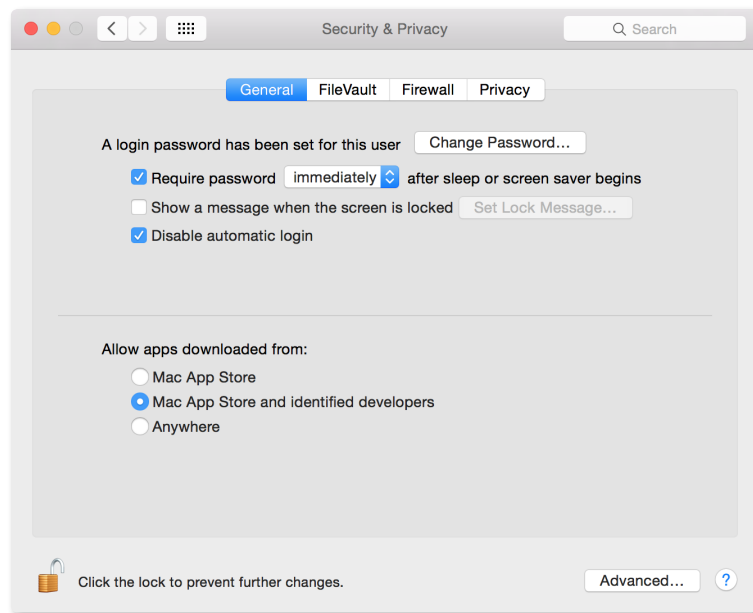 Security & Privacy
Search
General FileVault Firewall Privacy
A login password has been set for this user Change Password...
Require password immediately after sleep or screen saver begins
Show a message when the screen is locked Set Lock Message...
Disable automatic login
Allow apps downloaded from:
Mac App Store
Mac App Store and identified developers
Anywhere
Click the lock to prevent further changes.
Advanced... ?